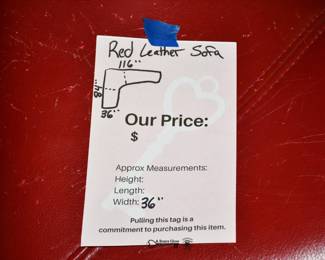 Red Leather Sofa
116"
84"
36"
Our Price:
$
Approx Measurements:
Height:
Length:
Width: 36"
Pulling this tag is a
commitment to purchasing this item.